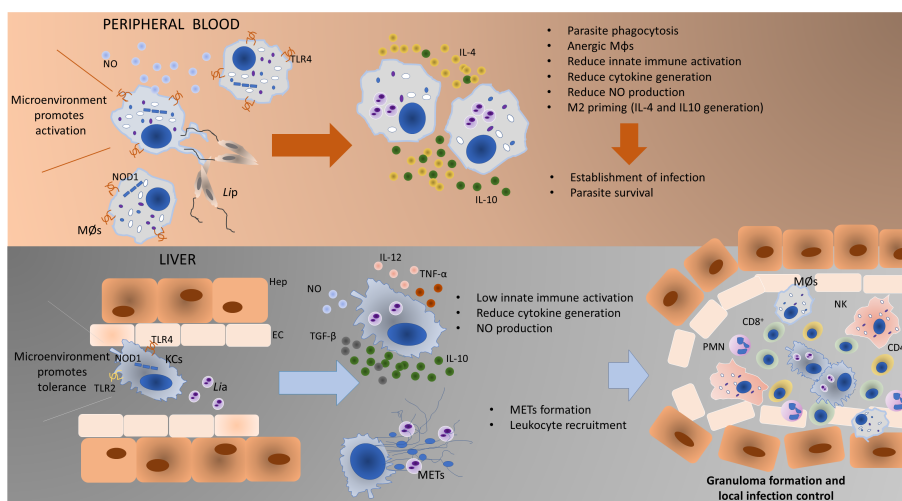 PERIPHERAL BLOOD
NO
TLR4
Microenvironment
promotes
activation
NOD1
Lip
MØs
IL-4
IL-10
• Parasite phagocytosis
• Anergic Mɸs
• Reduce innate immune activation
• Reduce cytokine generation
• Reduce NO production
• M2 priming (IL-4 and IL10 generation)
• Establishment of infection
• Parasite survival
LIVER
Hep
EC
TLR4
NOD1
KCs
Microenvironment
promotes
tolerance
TLR2
Lia
IL-12
TNF-α
NO
TGF-β
IL-10
• Low innate immune activation
• Reduce cytokine generation
• NO production
• METs formation
• Leukocyte recruitment
METs
MØs
NK
CD8⁺
CD4
PMN
Granuloma formation and
local infection control